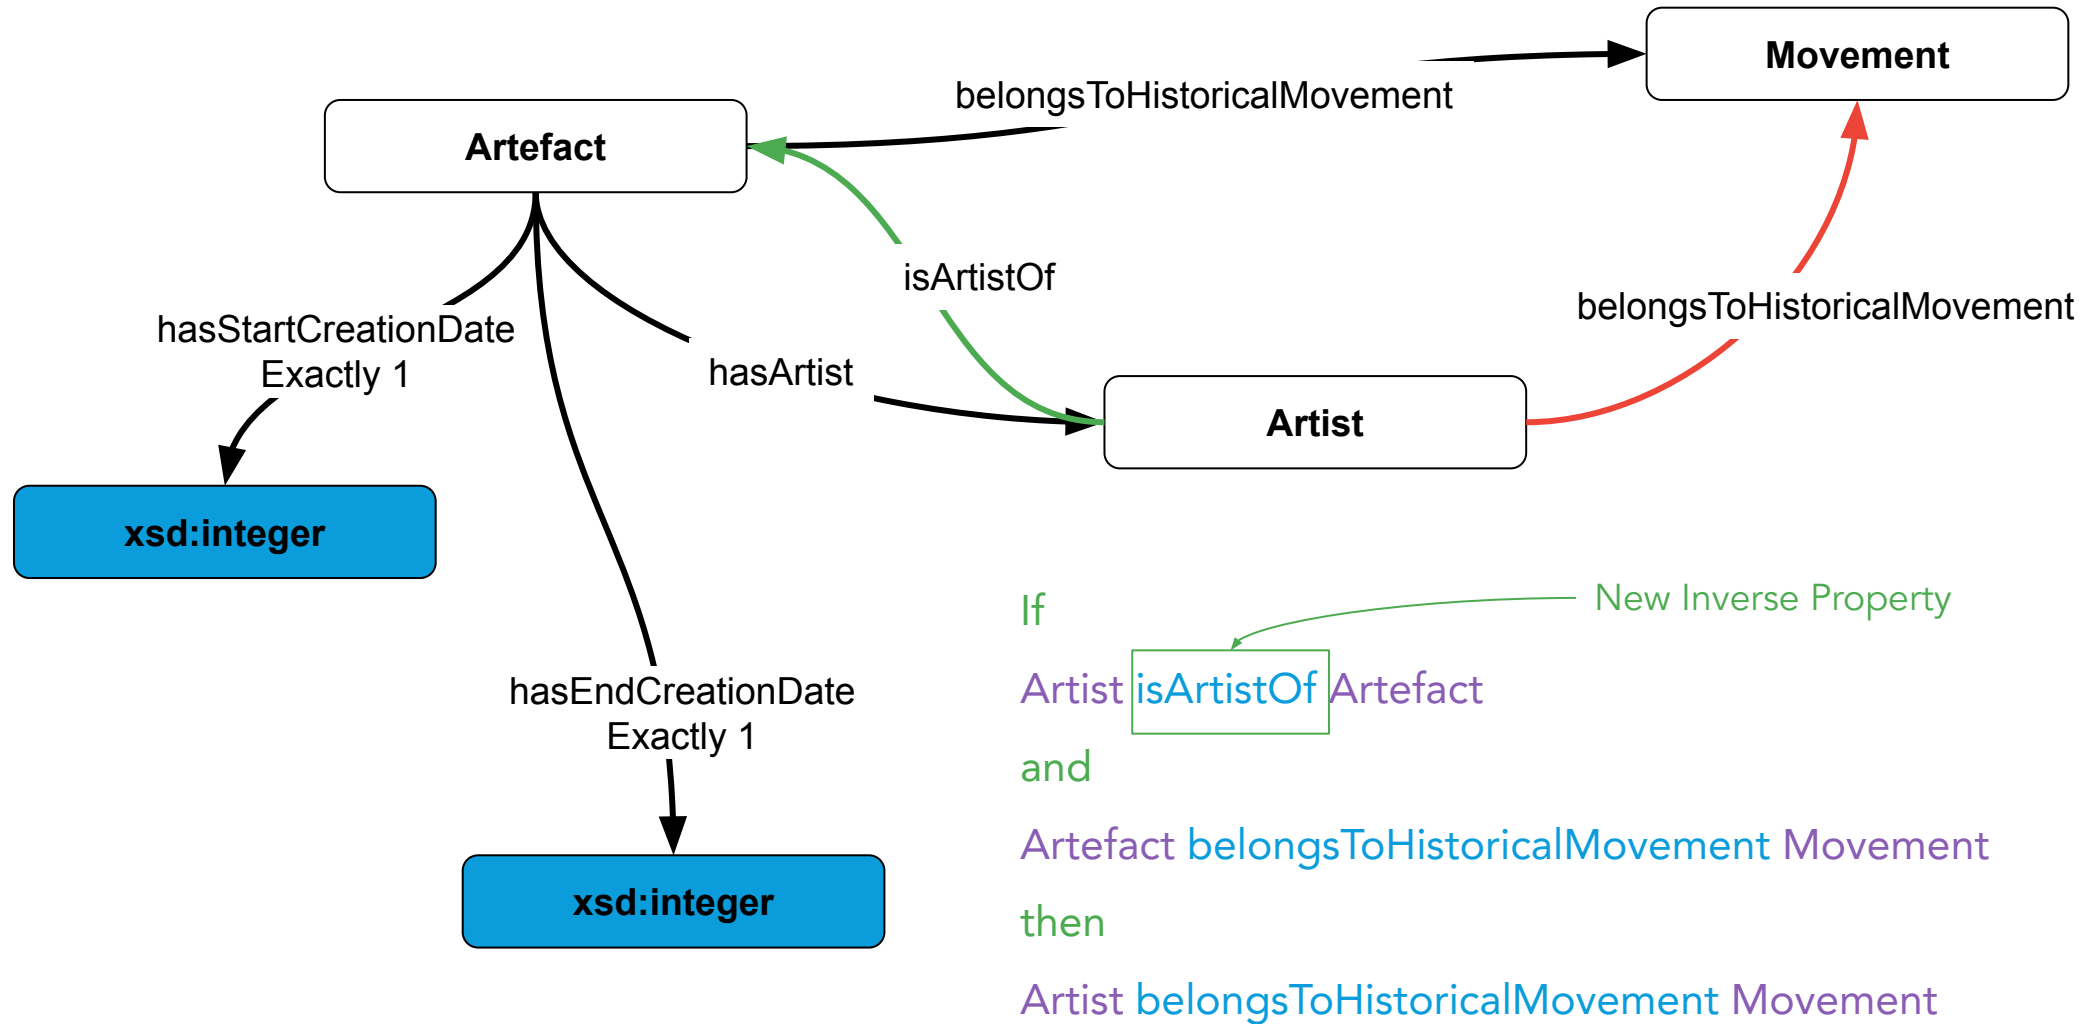 Movement
belongsToHistoricalMovement
Artefact
isArtistOf
belongsToHistoricalMovement
hasStartCreationDate
Exactly 1
hasArtist
Artist
xsd:integer
hasEndCreationDate
Exactly 1
xsd:integer
New Inverse Property
If
Artist isArtistOf Artefact
and
Artefact belongsToHistoricalMovement Movement
then
Artist belongsToHistoricalMovement Movement